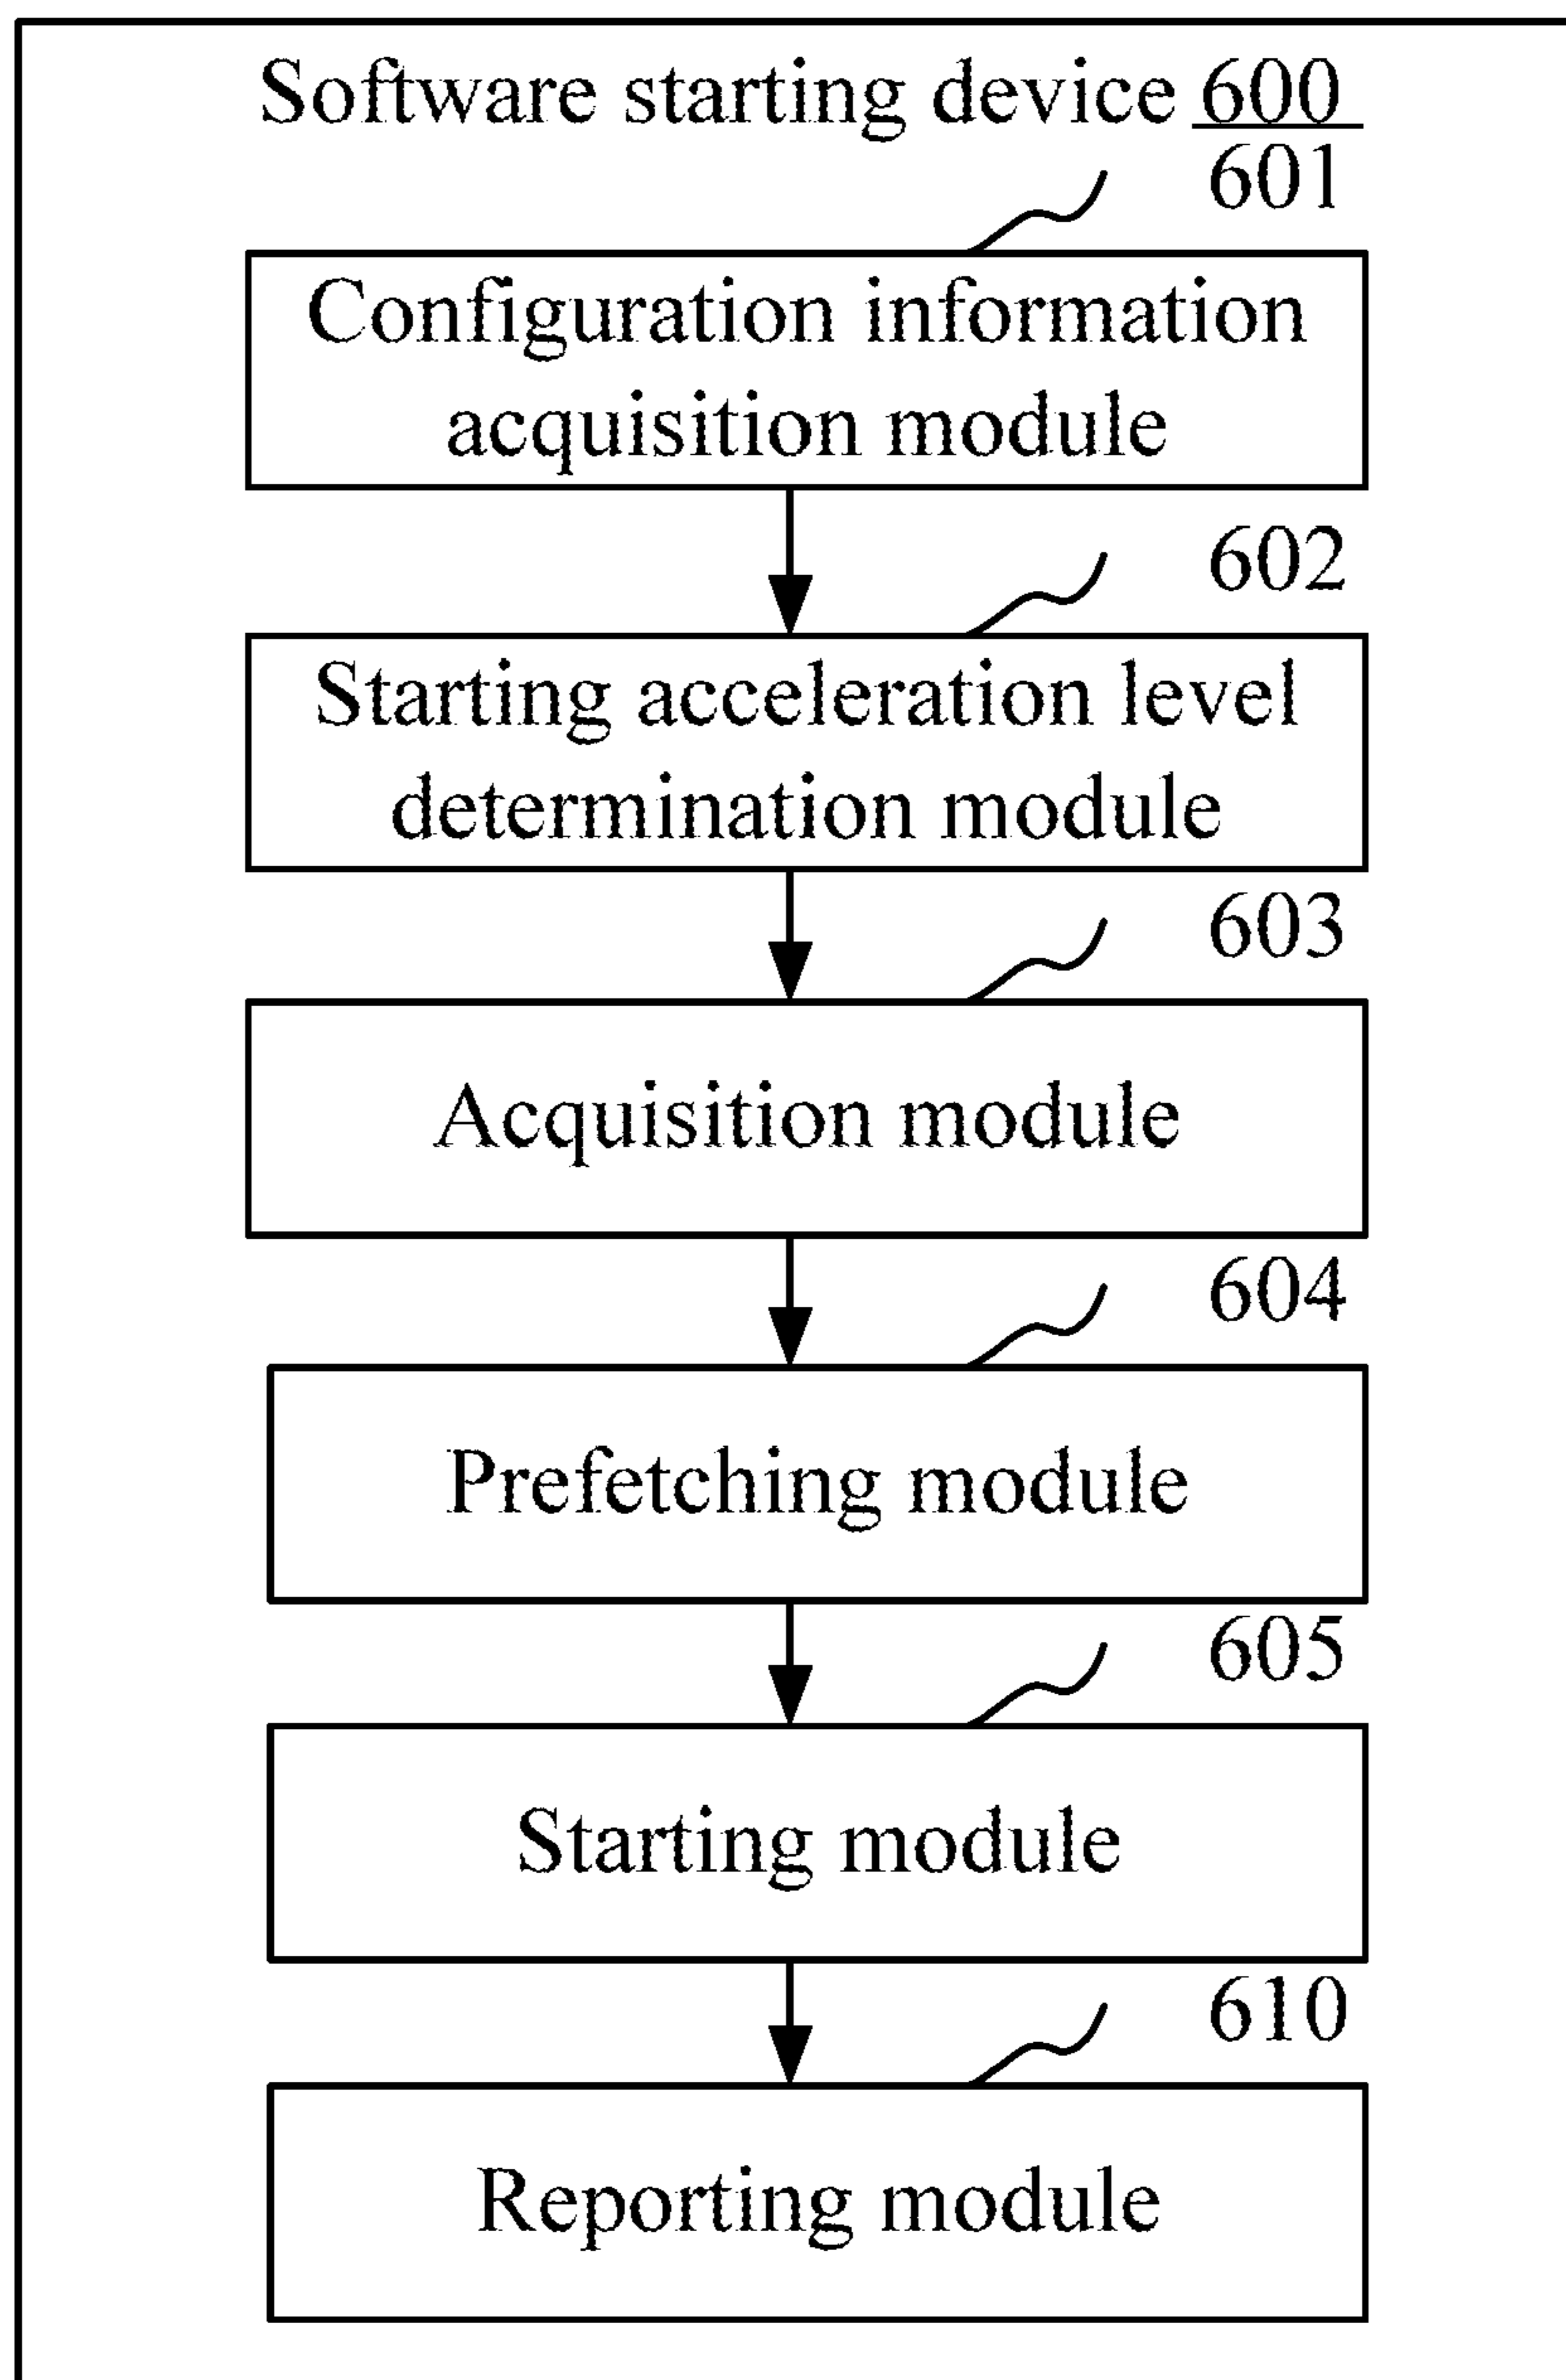 Software starting device 600
601
Configuration information
acquisition module
602
Starting acceleration level
determination module
603
Acquisition module
604
Prefetching module
605
Starting module
610
Reporting module